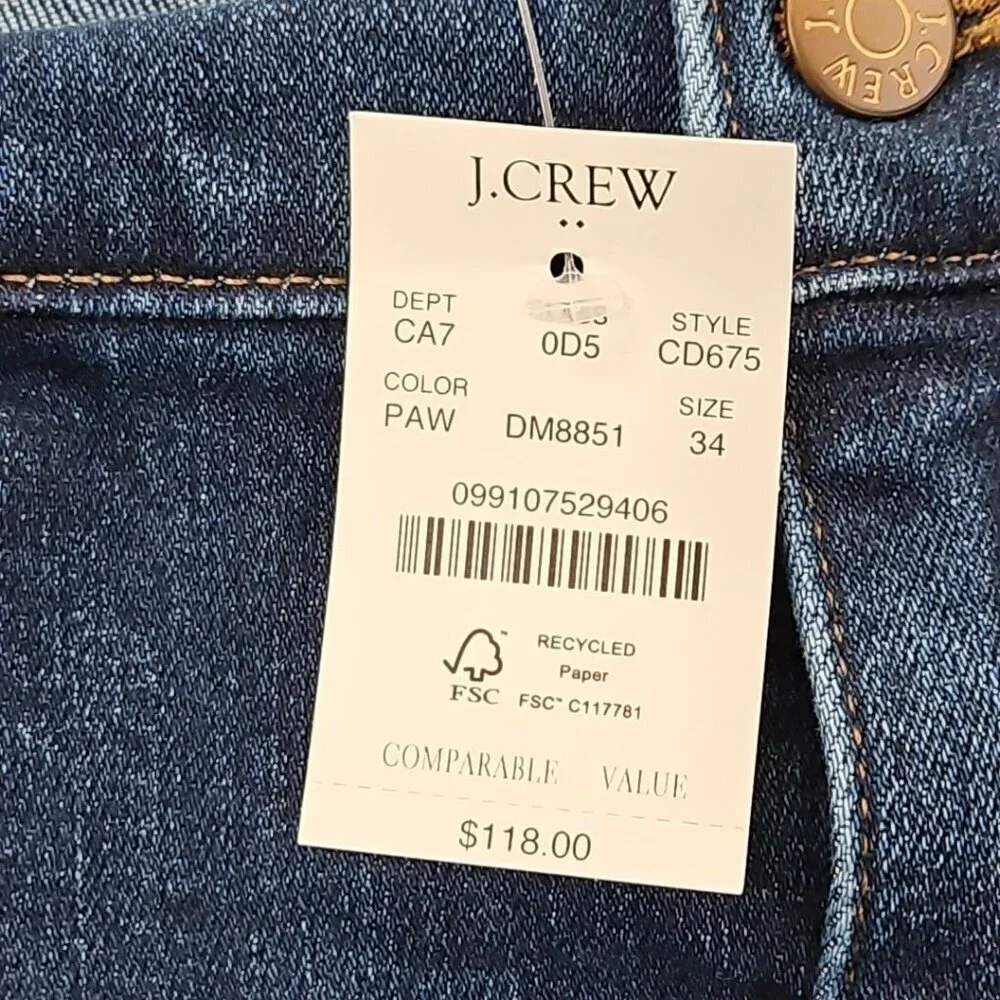 J.CREW
J.CREW
DEPT
CA7
0D5
STYLE
CD675
COLOR
PAW
DM8851
SIZE
34
099107529406
FSC
RECYCLED
Paper
FSC™ C117781
COMPARABLE VALUE
$118.00